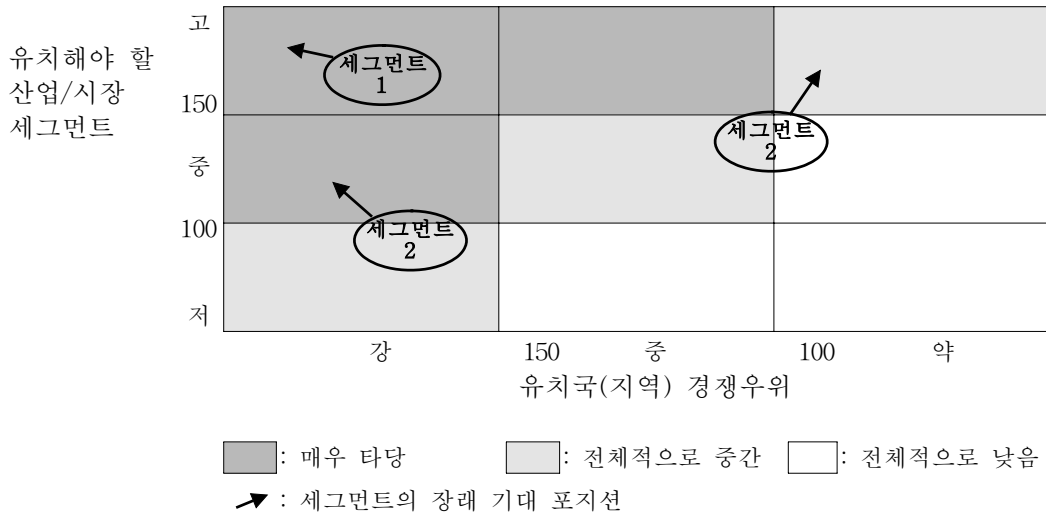 고
유치해야 할
산업/시장
세그먼트
세그먼트
1
150
세그먼트
2
중
100
세그먼트
2
저
강 150 중 100 약
유치국(지역) 경쟁우위
: 매우 타당 : 전체적으로 중간 : 전체적으로 낮음
: 세그먼트의 장래 기대 포지션